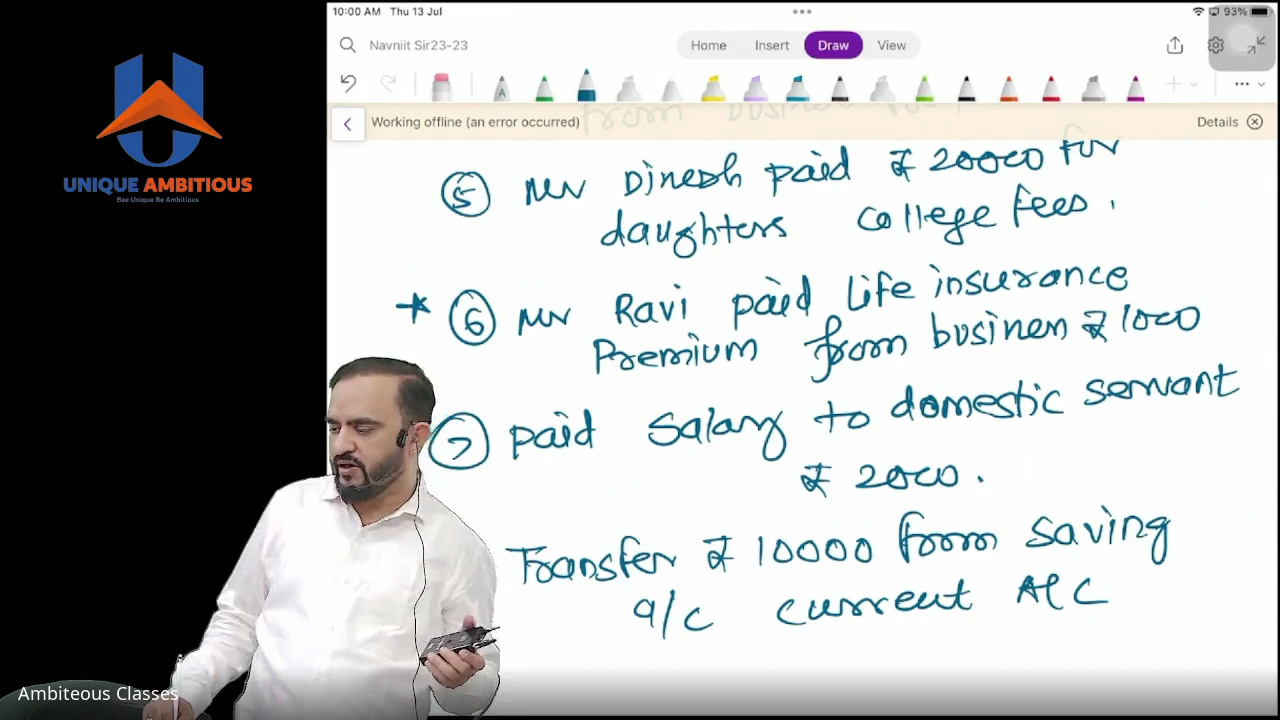 10:00 AM Thu 13 Jul
93%
Navniit Sir23-23
Home Insert Draw View
UNIQUE AMBITIOUS
Bee Unique Be Ambitious
A
Working offline (an error occurred)
Details
from
5 Mr Dinesh paid ₹ 20000 for
daughters college fees.
* 6 Mr Ravi paid Life insurance
Premium from business ₹ 1000
7 paid salary to domestic servant
₹ 2000.
Transfer ₹ 10000 from saving
a/c current A/C
Ambiteous Classes